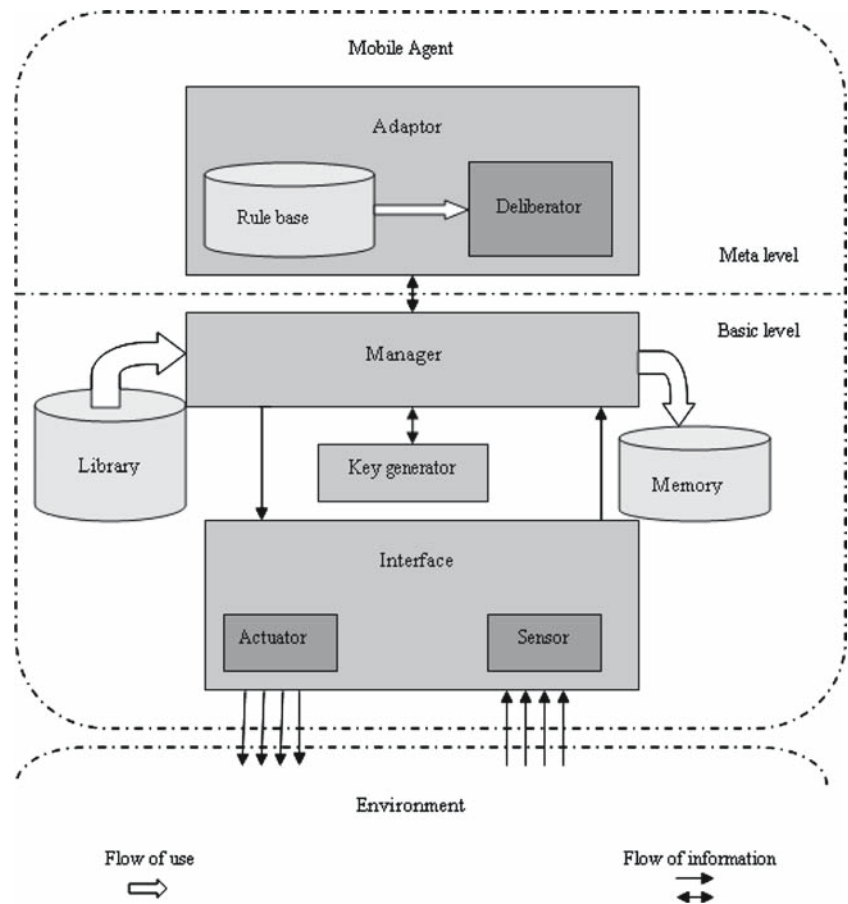 Mobile Agent
Adaptor
Rule base
Deliberator
Meta level
Basic level
Manager
Library
Key generator
Memory
Interface
Actuator
Sensor
Environment
Flow of use
Flow of information